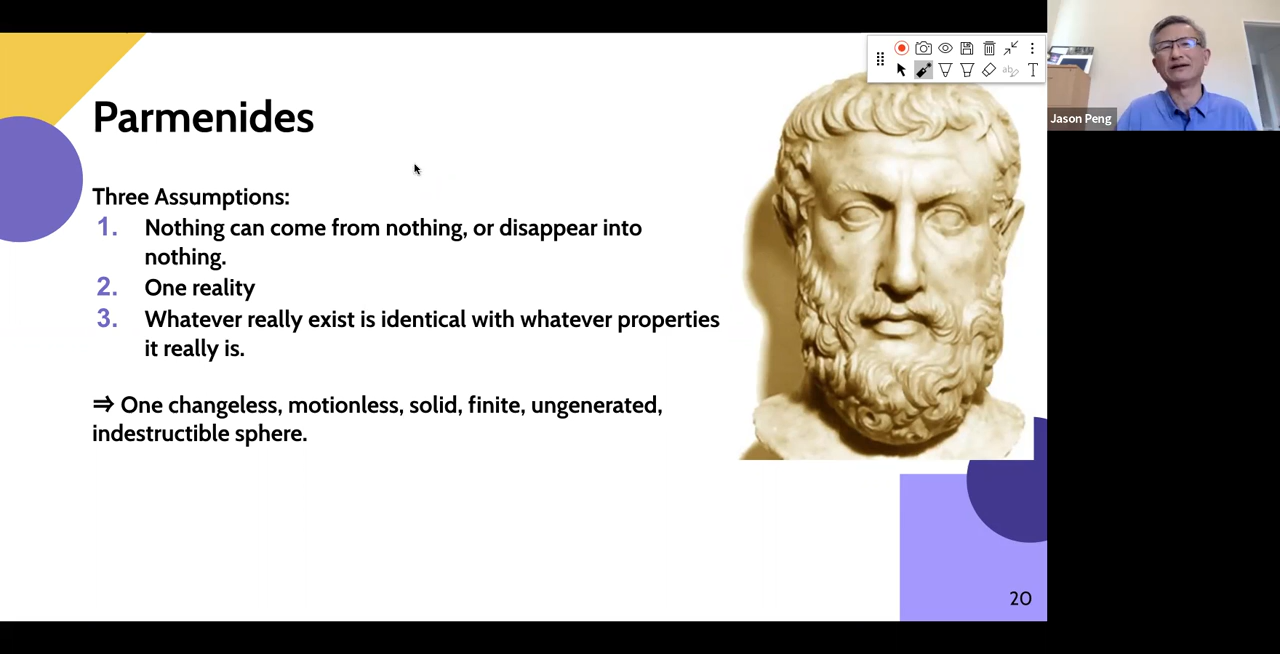 Parmenides
Three Assumptions:
1. Nothing can come from nothing, or disappear into
nothing.
2. One reality
3. Whatever really exist is identical with whatever properties
it really is.
⇒ One changeless, motionless, solid, finite, ungenerated,
indestructible sphere.
20
ab
T
Jason Peng